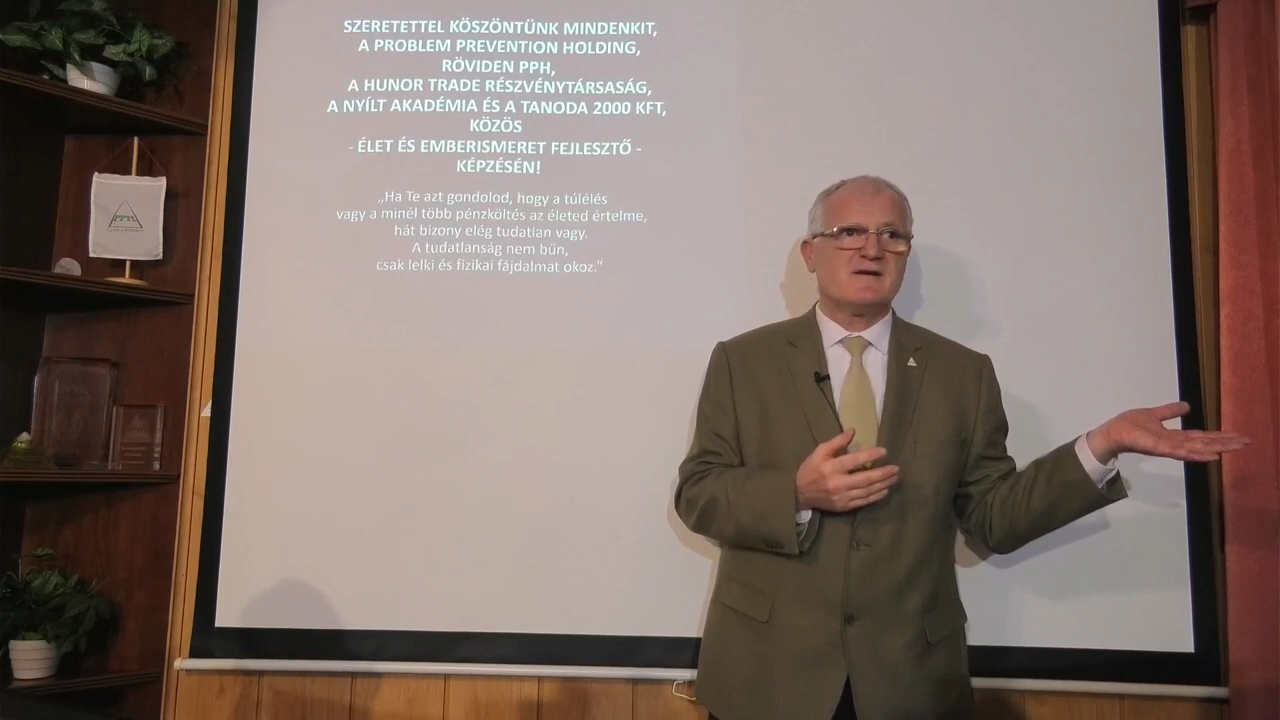 SZERETETTEL KÖSZÖNTÜNK MINDENKIT,
A PROBLEM PREVENTION HOLDING,
RÖVIDEN PPH,
A HUNOR TRADE RÉSZVÉNYTÁRSASÁG,
A NYÍLT AKADÉMIA ÉS A TANODA 2000 KFT,
KÖZÖS
- ÉLET ÉS EMBERISMERET FEJLESZTŐ -
KÉPZÉSÉN!
„Ha Te azt gondolod, hogy a túlélés
vagy a minél több pénzköltés az életed értelme,
hát bizony elég tudatlan vagy.
A tudatlanság nem bűn,
csak lelki és fizikai fájdalmat okoz.”
PPH